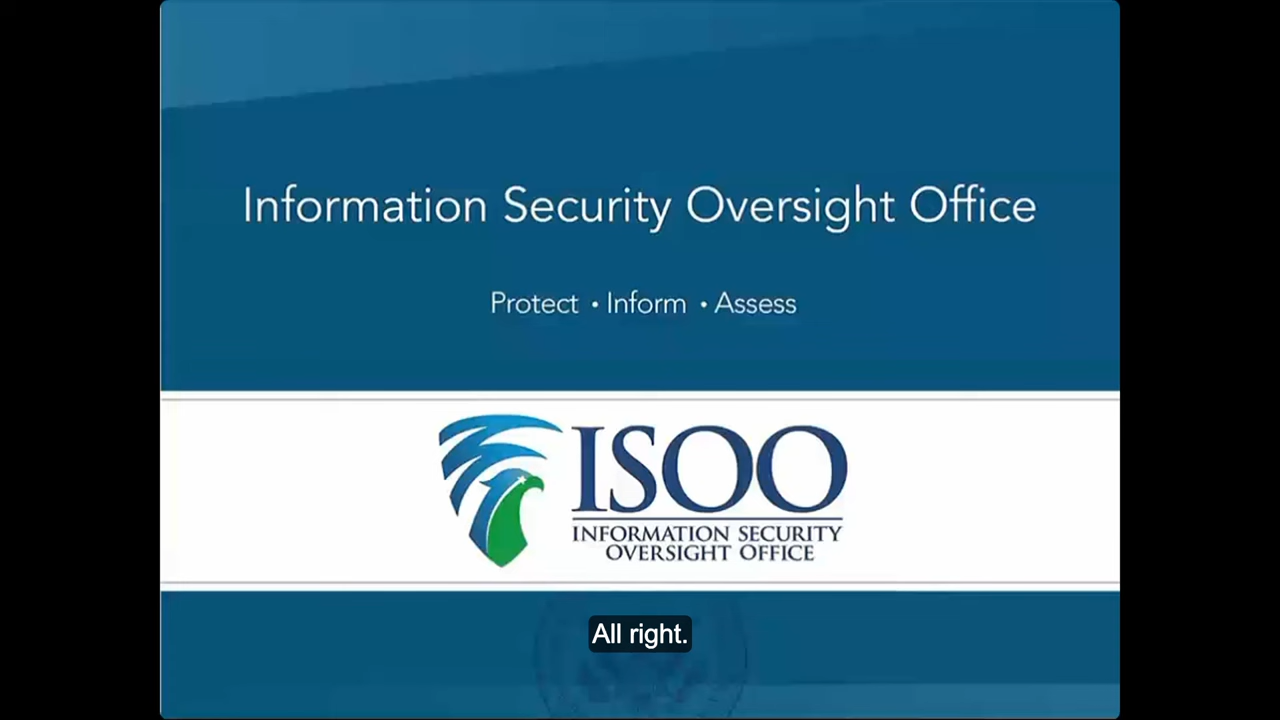 Information Security Oversight Office
Protect • Inform • Assess
ISOO
INFORMATION SECURITY
OVERSIGHT OFFICE
All right.